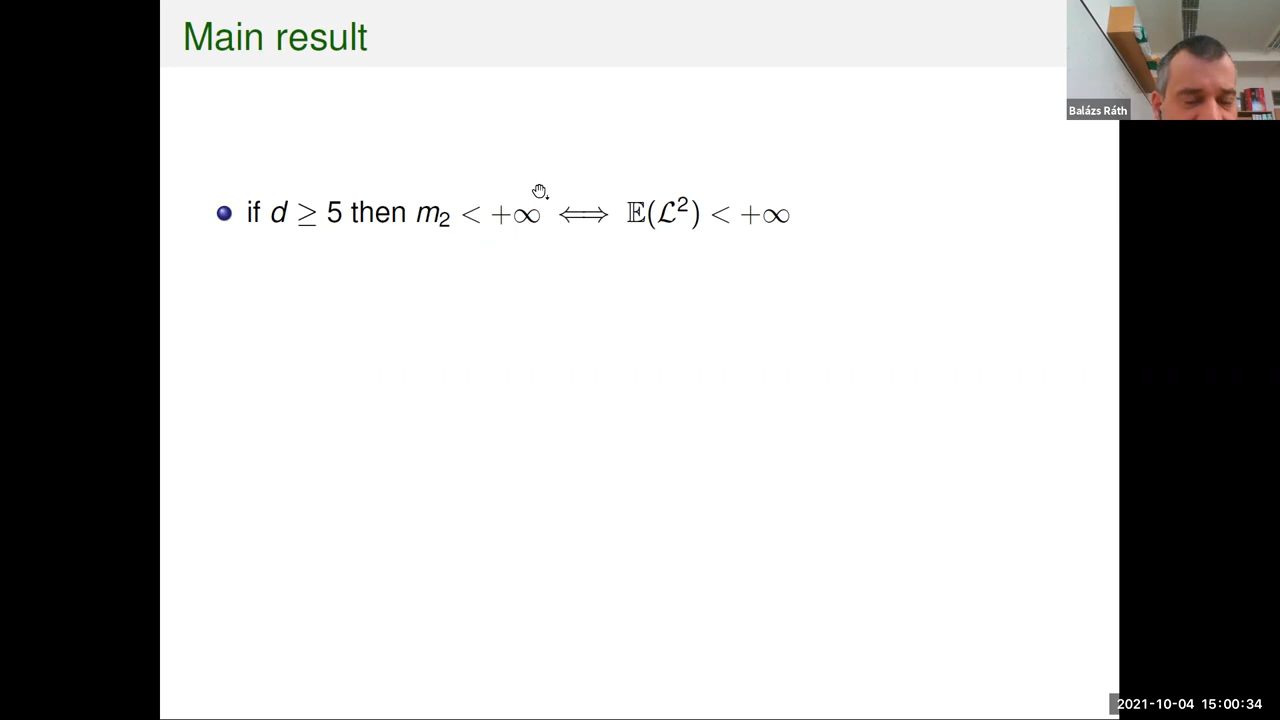 Main result
Balázs Ráth
if d ≥ 5 then m₂ < +∞ ⟺ 𝔼(ℒ²) < +∞
2021-10-04 15:00:34